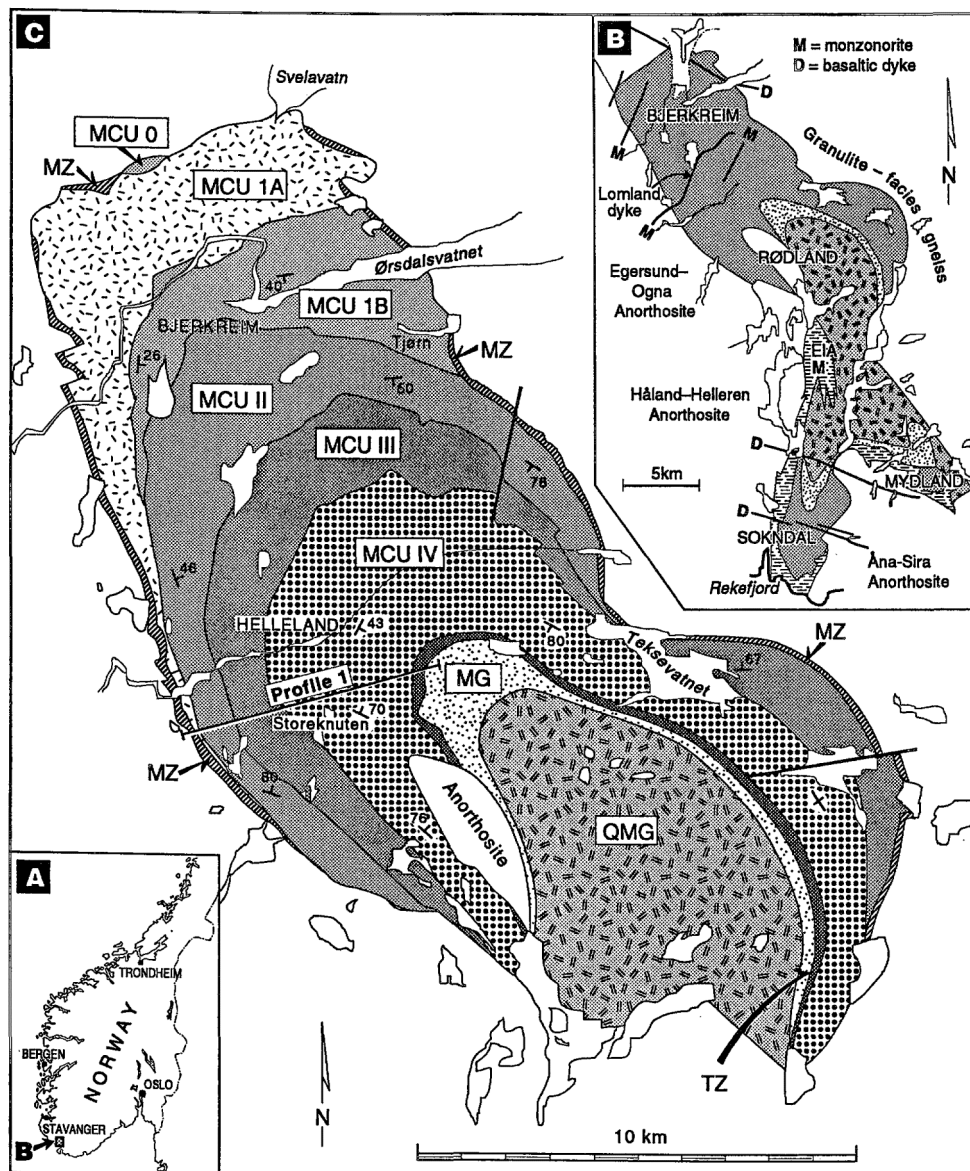 C
Svelavatn
MCU 0
MZ
MCU 1A
Ørsdalsvatnet
40
MCU 1B
BJERKREIM
Tjørn
MZ
26
MCU II
60
MCU III
78
MCU IV
46
HELLELAND
43
80
Teksevatnet
MZ
67
Profile 1
MG
70
Storeknuten
MZ
80
Anorthosite
76
QMG
TZ
N
10 km
B
M = monzonorite
D = basaltic dyke
D
BJERKREIM
M
Granulite – facies gneiss
N
Lomland
dyke
M
RØDLAND
Egersund–
Ogna
Anorthosite
EIA
M
Håland–Helleren
Anorthosite
D
5km
MYDLAND
D
SOKNDAL
Rekefjord
Åna-Sira
Anorthosite
A
TRONDHEIM
NORWAY
BERGEN
OSLO
STAVANGER
B